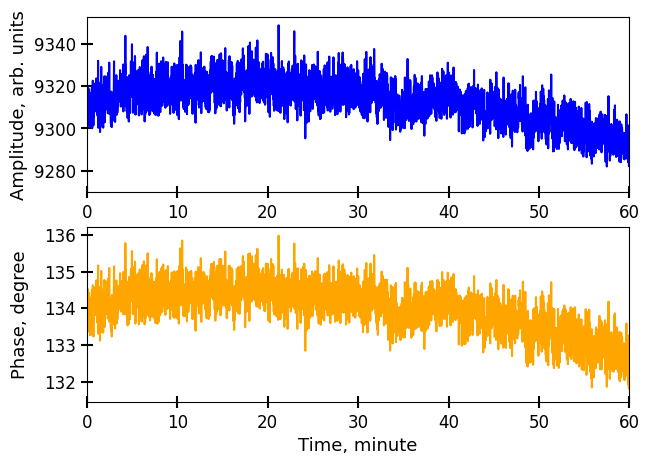 Amplitude, arb. units
9340
9320
9300
9280
0 10 20 30 40 50 60
Phase, degree
136
135
134
133
132
0 10 20 30 40 50 60
Time, minute